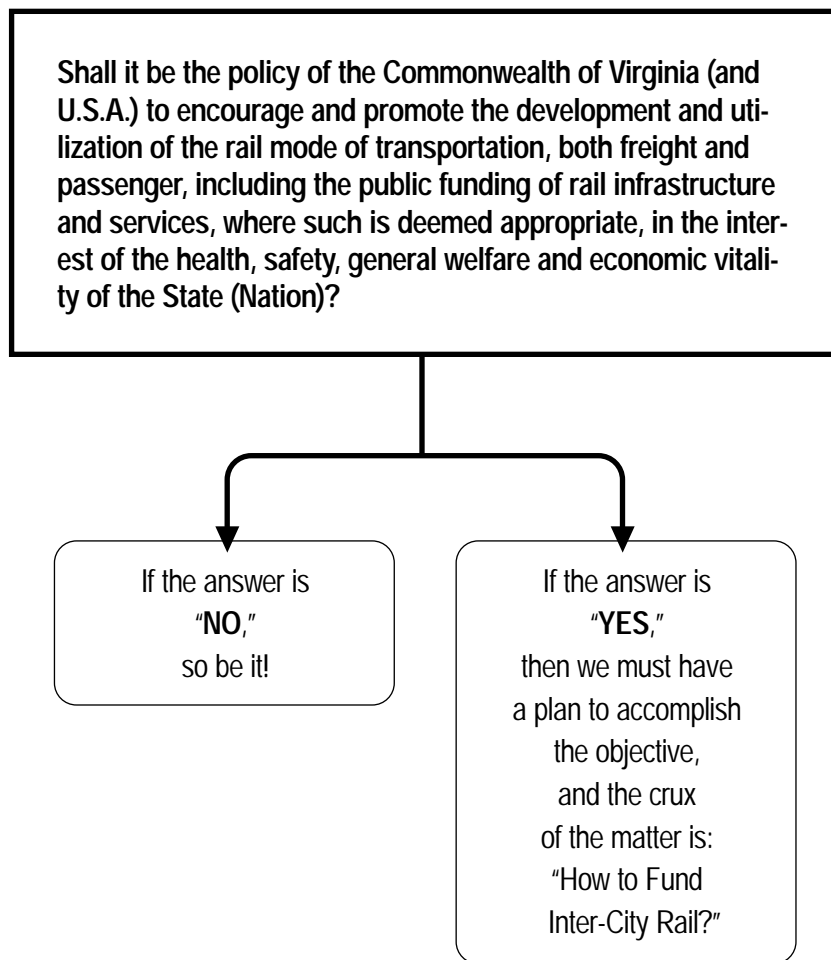 Shall it be the policy of the Commonwealth of Virginia (and
U.S.A.) to encourage and promote the development and uti-
lization of the rail mode of transportation, both freight and
passenger, including the public funding of rail infrastructure
and services, where such is deemed appropriate, in the inter-
est of the health, safety, general welfare and economic vitali-
ty of the State (Nation)?
If the answer is
“NO,”
so be it!
If the answer is
“YES,”
then we must have
a plan to accomplish
the objective,
and the crux
of the matter is:
“How to Fund
Inter-City Rail?”